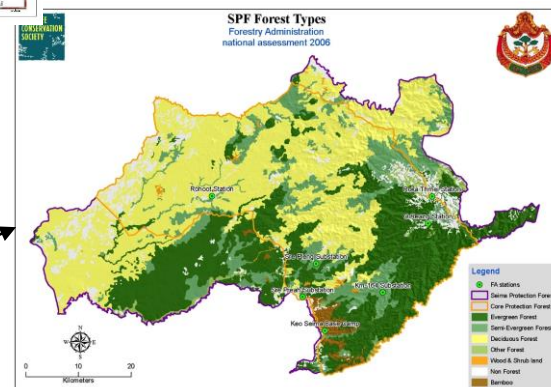 CONSERVATION
SOCIETY
SPF Forest Types
Forestry Administration
national assessment 2006
Rohoot Station
Sre Pleng Substation
Keo Seima
Legend
FA stations
Seima Protection Fore
Core Protection Fores
Evergreen Forest
Semi-Evergreen Fores
Deciduous Forest
Other Forest
Wood & Shrub land
Non Forest
Bamboo
N
W
E
S
0 10 20
Kilometers